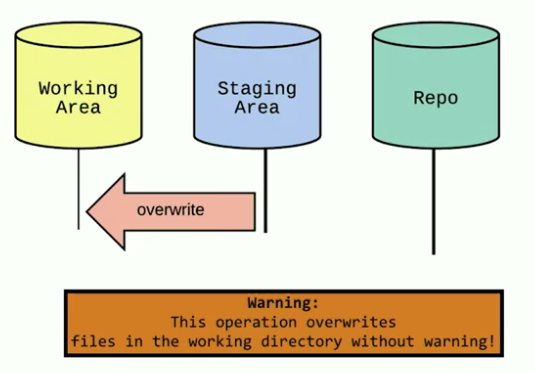 Working
Area
Staging
Area
Repo
overwrite
Warning:
This operation overwrites
files in the working directory without warning!